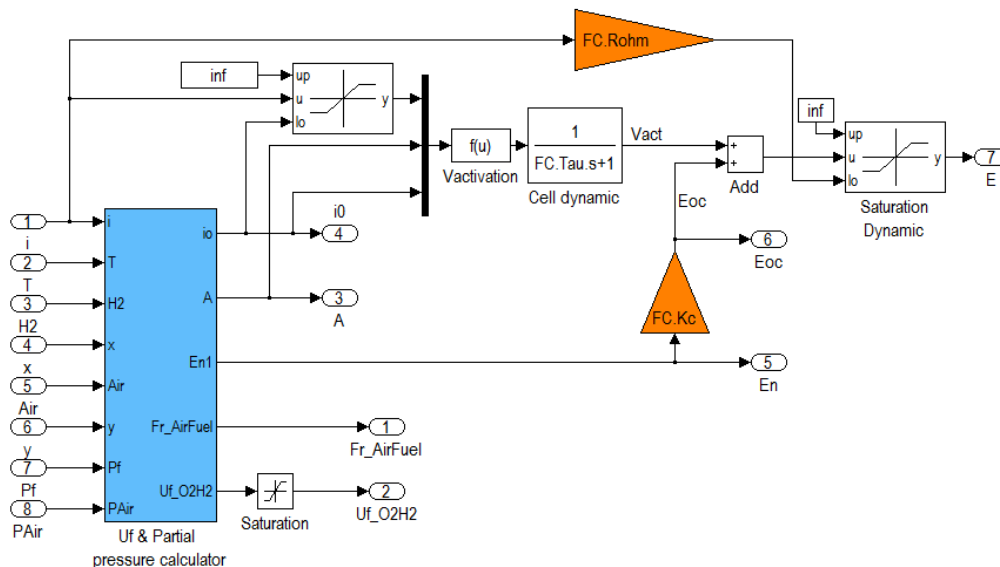 FC.Rohm
inf
up
u
lo
y
f(u)
Vactivation
1
FC.Tau.s+1
Cell dynamic
Vact
+
+
Add
Eoc
inf
up
u
lo
y
Saturation
Dynamic
7
E
1
i
2
T
3
H2
4
x
5
Air
6
y
7
Pf
8
PAir
i
T
H2
x
Air
y
Pf
PAir
io
A
En1
Fr_AirFuel
Uf_O2H2
Uf & Partial
pressure calculator
i0
4
3
A
6
Eoc
FC.Kc
5
En
1
Fr_AirFuel
Saturation
2
Uf_O2H2